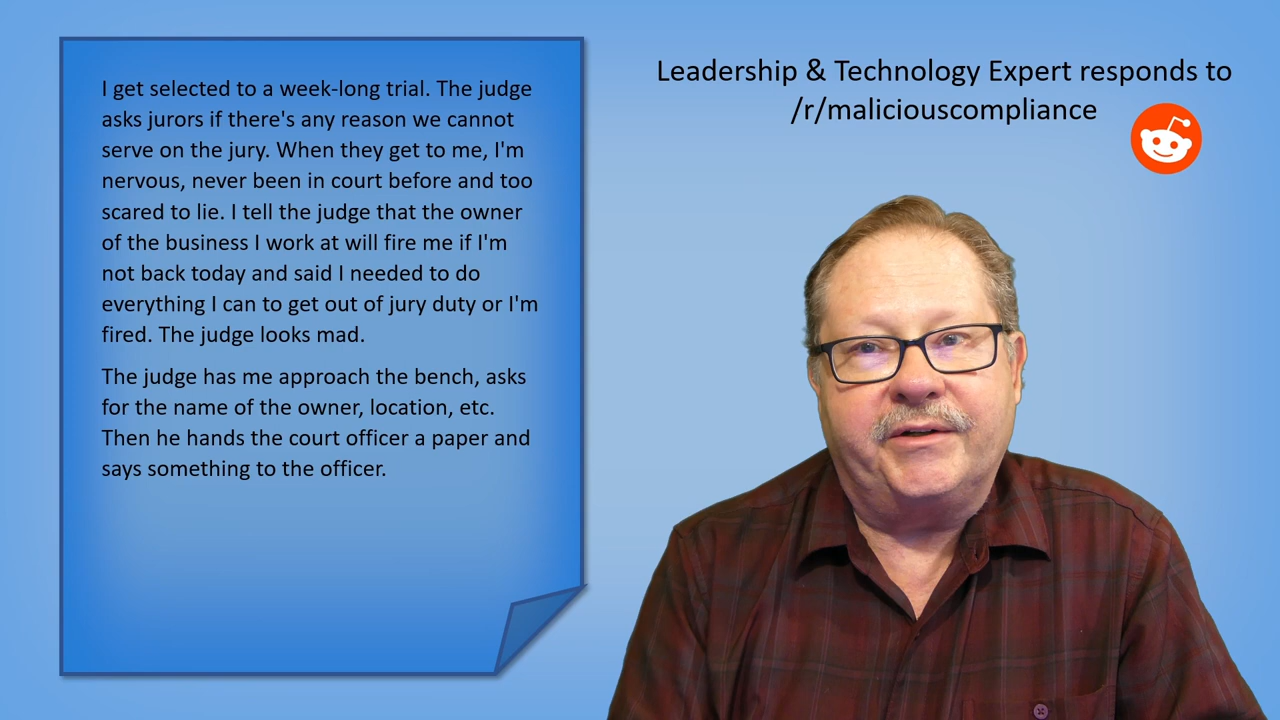 Leadership & Technology Expert responds to
/r/maliciouscompliance
I get selected to a week-long trial. The judge
asks jurors if there's any reason we cannot
serve on the jury. When they get to me, I'm
nervous, never been in court before and too
scared to lie. I tell the judge that the owner
of the business I work at will fire me if I'm
not back today and said I needed to do
everything I can to get out of jury duty or I'm
fired. The judge looks mad.
The judge has me approach the bench, asks
for the name of the owner, location, etc.
Then he hands the court officer a paper and
says something to the officer.